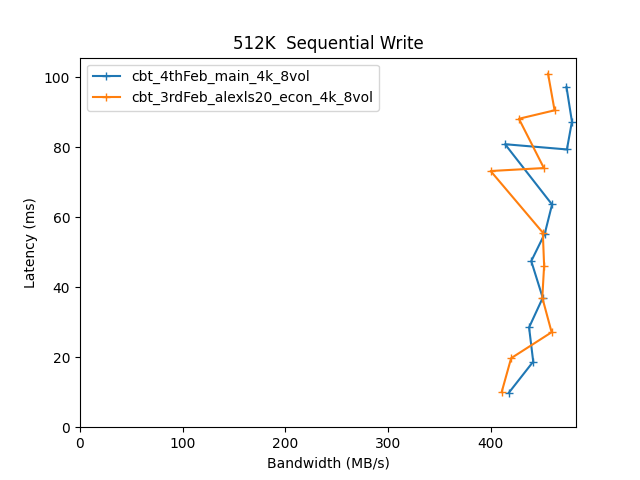 512K  Sequential Write
cbt_4thFeb_main_4k_8vol
cbt_3rdFeb_alexls20_econ_4k_8vol
100
80
60
40
20
0
Latency (ms)
0 100 200 300 400
Bandwidth (MB/s)